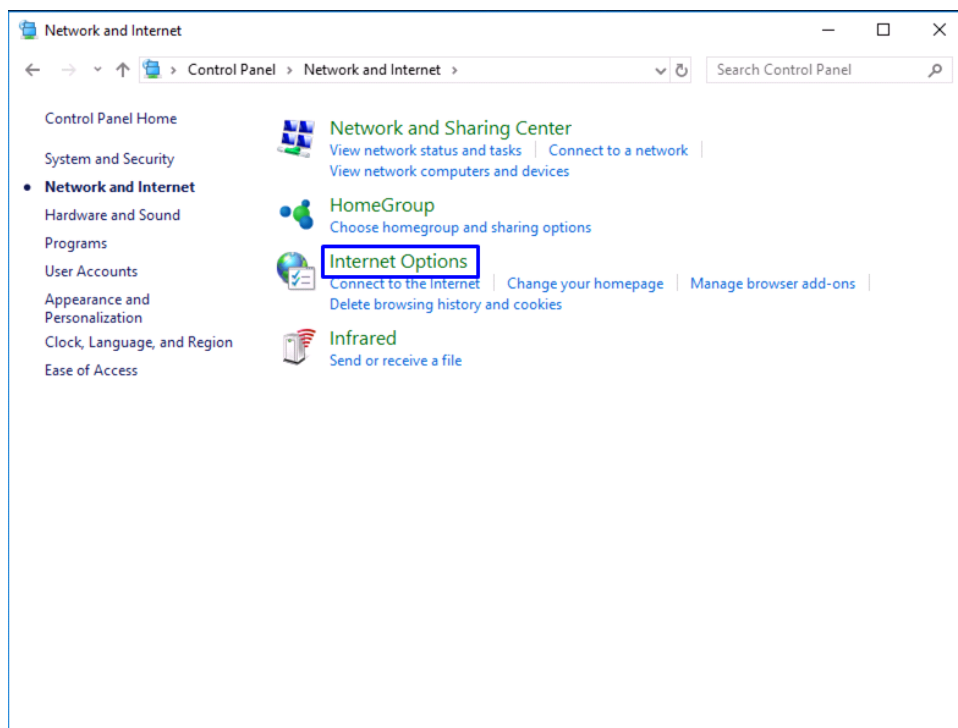 Network and Internet
Control Panel > Network and Internet >
Search Control Panel
Control Panel Home
System and Security
Network and Internet
Hardware and Sound
Programs
User Accounts
Appearance and
Personalization
Clock, Language, and Region
Ease of Access
Network and Sharing Center
View network status and tasks | Connect to a network |
View network computers and devices
HomeGroup
Choose homegroup and sharing options
Internet Options
Connect to the Internet | Change your homepage | Manage browser add-ons |
Delete browsing history and cookies
Infrared
Send or receive a file